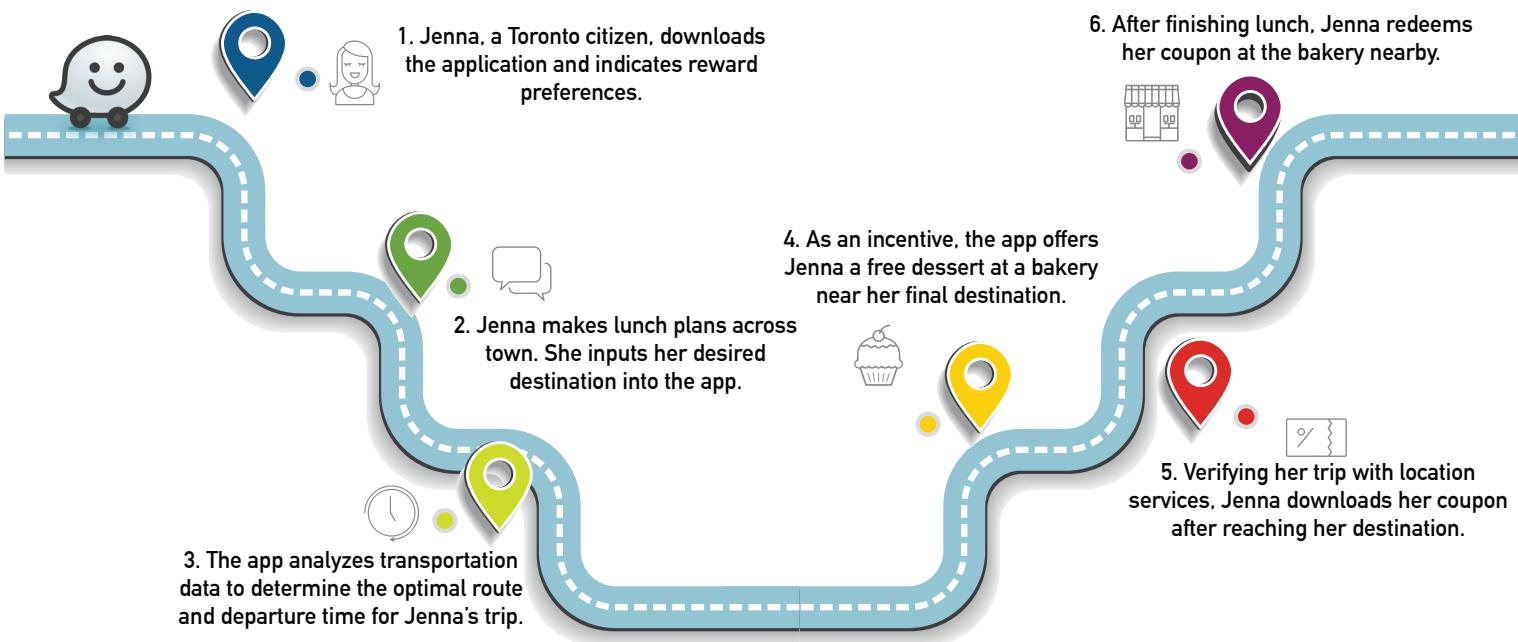 1. Jenna, a Toronto citizen, downloads
the application and indicates reward
preferences.
2. Jenna makes lunch plans across
town. She inputs her desired
destination into the app.
3. The app analyzes transportation
data to determine the optimal route
and departure time for Jenna’s trip.
4. As an incentive, the app offers
Jenna a free dessert at a bakery
near her final destination.
5. Verifying her trip with location
services, Jenna downloads her coupon
after reaching her destination.
6. After finishing lunch, Jenna redeems
her coupon at the bakery nearby.